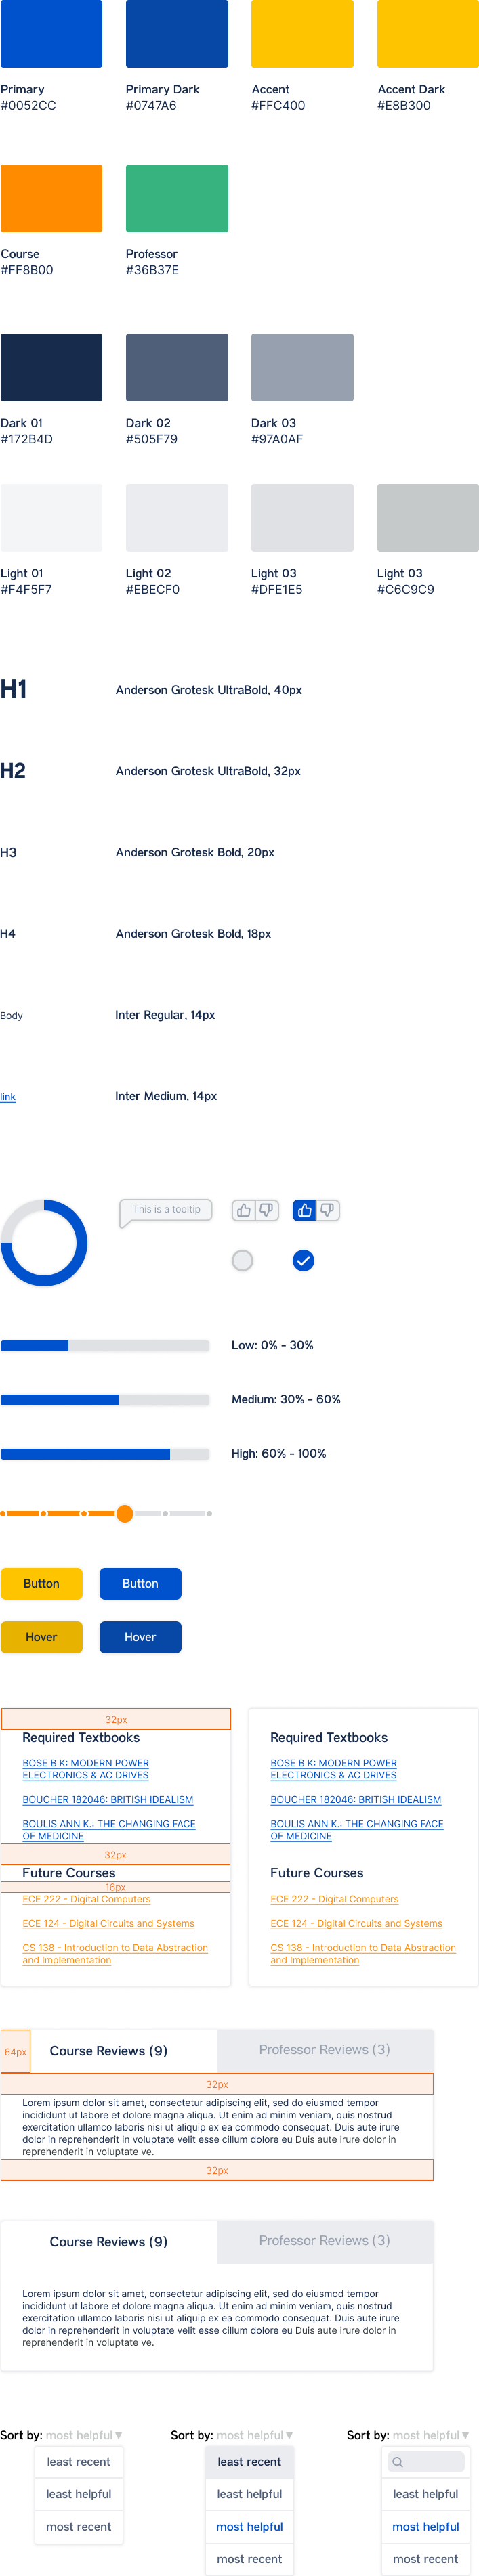 Primary Primary Dark Accent Accent Dark
#0052CC #0747A6 #FFC400 #E8B300
Course Professor
#FF8B00 #36B37E
Dark 01 Dark 02 Dark 03
#172B4D #505F79 #97A0AF
Light 01 Light 02 Light 03 Light 03
#F4F5F7 #EBECF0 #DFE1E5 #C6C9C9
H1 Anderson Grotesk UltraBold, 40px
H2 Anderson Grotesk UltraBold, 32px
H3 Anderson Grotesk Bold, 20px
H4 Anderson Grotesk Bold, 18px
Body Inter Regular, 14px
link Inter Medium, 14px
This is a tooltip
Low: 0% - 30%
Medium: 30% - 60%
High: 60% - 100%
Button Button
Hover Hover
32px
Required Textbooks
BOSE B K: MODERN POWER
ELECTRONICS & AC DRIVES
BOUCHER 182046: BRITISH IDEALISM
BOULIS ANN K.: THE CHANGING FACE
OF MEDICINE
32px
Future Courses
16px
ECE 222 - Digital Computers
ECE 124 - Digital Circuits and Systems
CS 138 - Introduction to Data Abstraction
and Implementation
Required Textbooks
BOSE B K: MODERN POWER
ELECTRONICS & AC DRIVES
BOUCHER 182046: BRITISH IDEALISM
BOULIS ANN K.: THE CHANGING FACE
OF MEDICINE
Future Courses
ECE 222 - Digital Computers
ECE 124 - Digital Circuits and Systems
CS 138 - Introduction to Data Abstraction
and Implementation
64px Course Reviews (9) Professor Reviews (3)
32px
Lorem ipsum dolor sit amet, consectetur adipiscing elit, sed do eiusmod tempor
incididunt ut labore et dolore magna aliqua. Ut enim ad minim veniam, quis nostrud
exercitation ullamco laboris nisi ut aliquip ex ea commodo consequat. Duis aute irure
dolor in reprehenderit in voluptate velit esse cillum dolore eu Duis aute irure dolor in
reprehenderit in voluptate ve.
32px
Course Reviews (9) Professor Reviews (3)
Lorem ipsum dolor sit amet, consectetur adipiscing elit, sed do eiusmod tempor
incididunt ut labore et dolore magna aliqua. Ut enim ad minim veniam, quis nostrud
exercitation ullamco laboris nisi ut aliquip ex ea commodo consequat. Duis aute irure
dolor in reprehenderit in voluptate velit esse cillum dolore eu Duis aute irure dolor in
reprehenderit in voluptate ve.
Sort by: most helpful ▾
least recent
least helpful
most recent
Sort by: most helpful ▾
least recent
least helpful
most helpful
most recent
Sort by: most helpful ▾
least helpful
most helpful
most recent